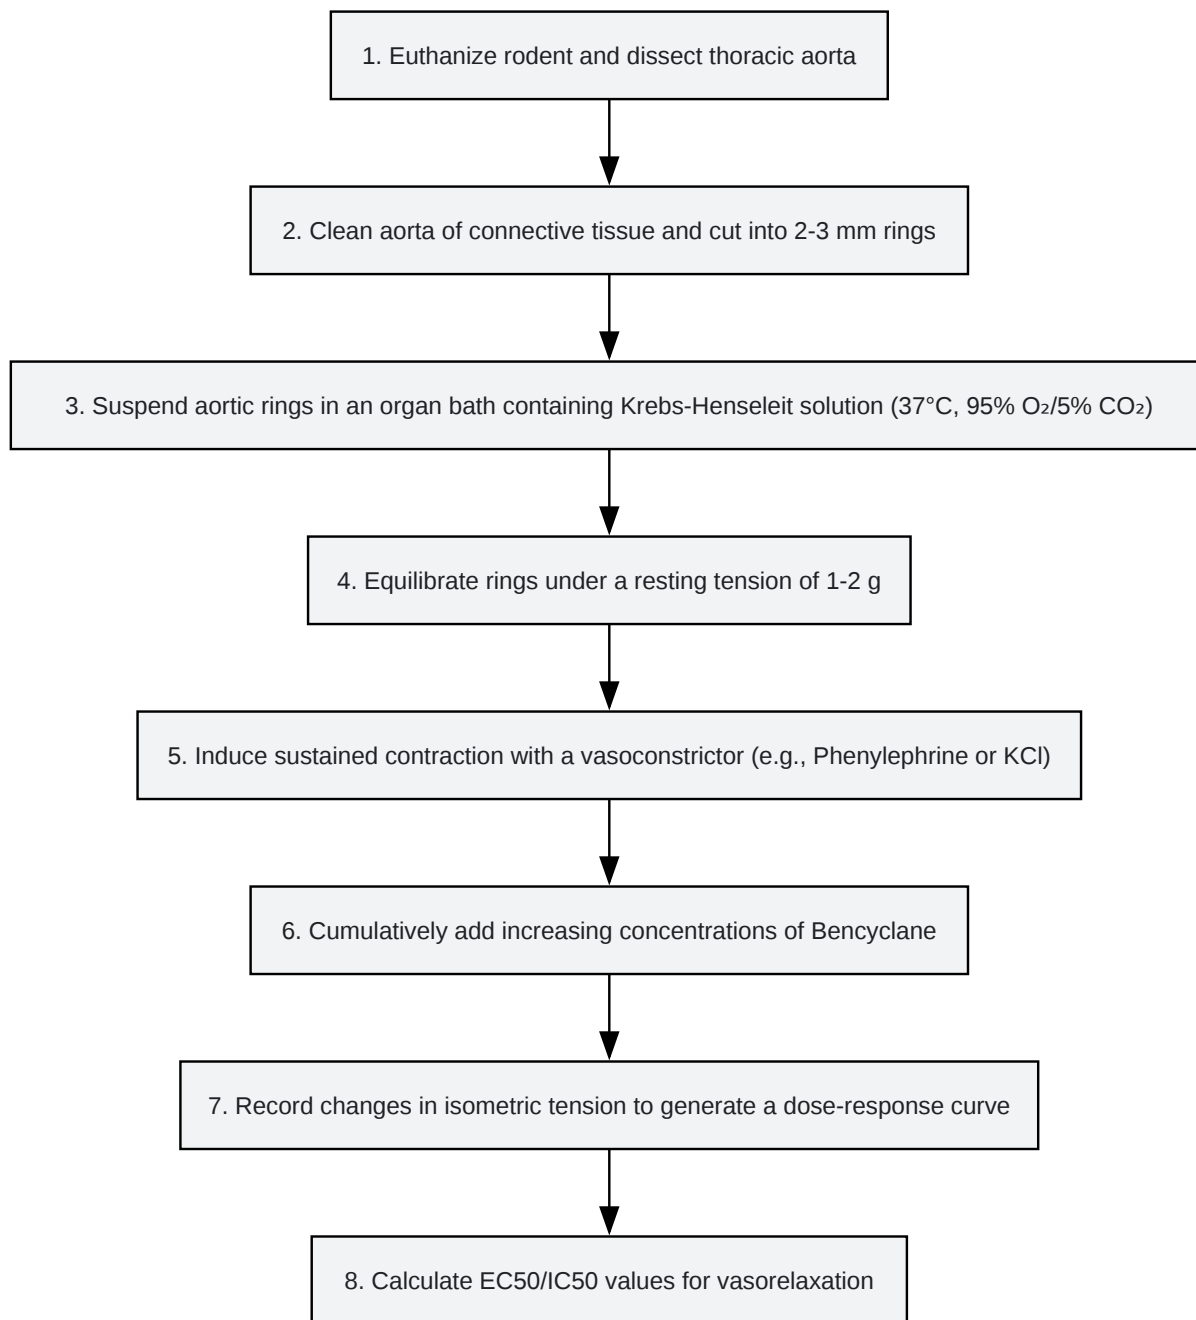 1. Euthanize rodent and dissect thoracic aorta
2. Clean aorta of connective tissue and cut into 2-3 mm rings
3. Suspend aortic rings in an organ bath containing Krebs-Henseleit solution (37°C, 95% O₂/5% CO₂)
4. Equilibrate rings under a resting tension of 1-2 g
5. Induce sustained contraction with a vasoconstrictor (e.g., Phenylephrine or KCl)
6. Cumulatively add increasing concentrations of Bencyclane
7. Record changes in isometric tension to generate a dose-response curve
8. Calculate EC50/IC50 values for vasorelaxation